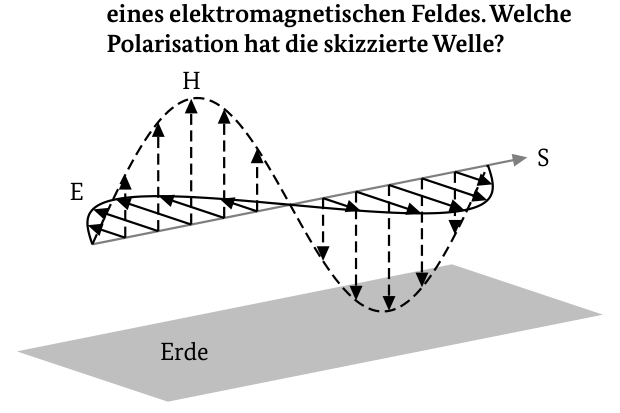 eines elektromagnetischen Feldes. Welche
Polarisation hat die skizzierte Welle?
H
S
E
Erde